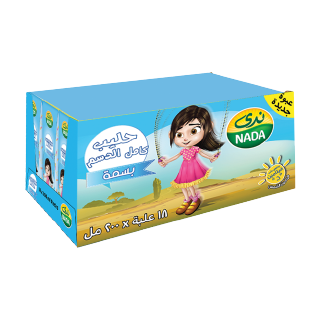 عبوة
جديدة
ندى
NADA
حليب
كامل الدسم
بسمة
١٨ علبة x ٢٠٠ مل